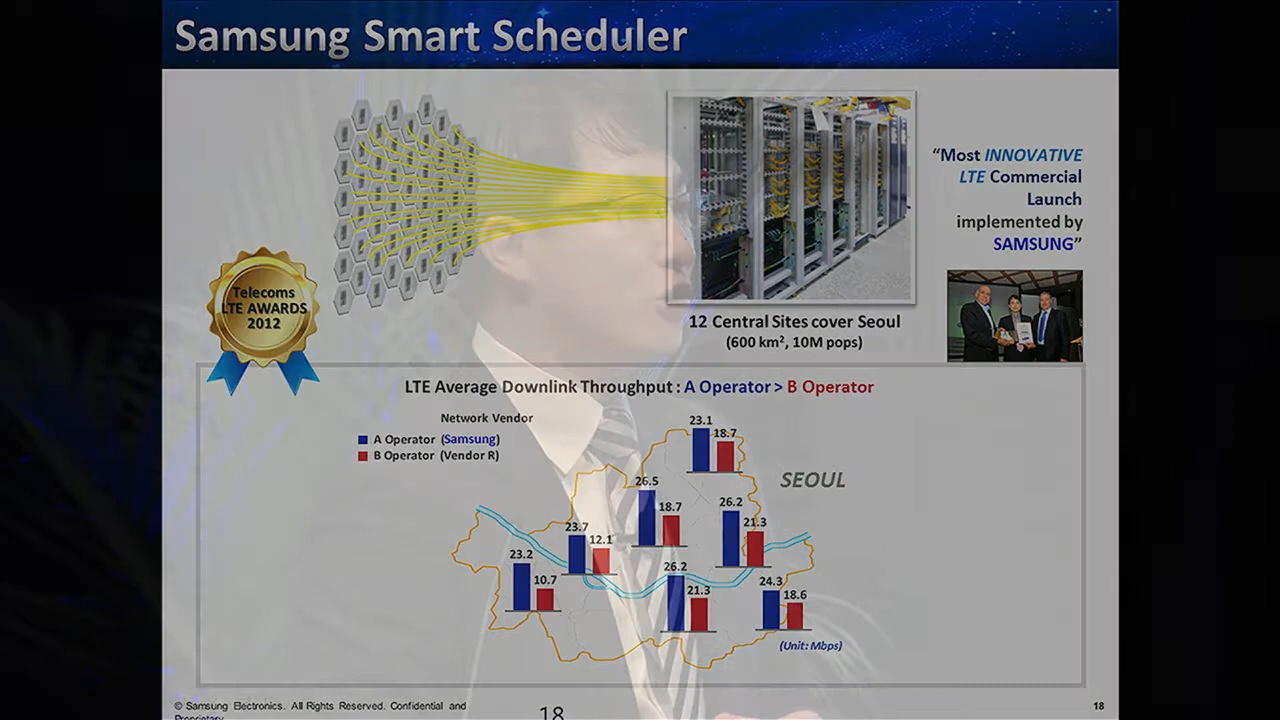 Samsung Smart Scheduler
“Most INNOVATIVE
LTE Commercial
Launch
implemented by
SAMSUNG”
Telecoms
LTE AWARDS
2012
12 Central Sites cover Seoul
(600 km², 10M pops)
LTE Average Downlink Throughput : A Operator > B Operator
Network Vendor
A Operator (Samsung)
B Operator (Vendor R)
SEOUL
23.1
18.7
26.5
18.7
26.2
21.3
23.7
12.1
23.2
10.7
26.2
21.3
24.3
18.6
(Unit: Mbps)
© Samsung Electronics. All Rights Reserved. Confidential and
Proprietary
18
18